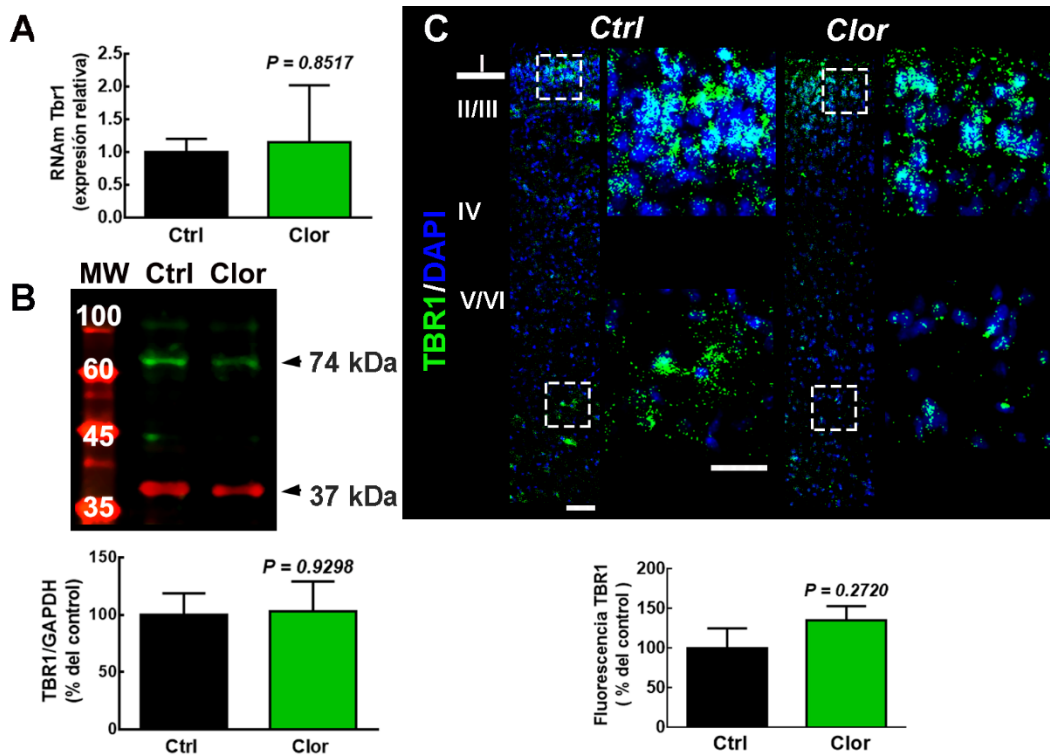 A
RNAm Tbr1
(expresión relativa)
2.5
2.0
1.5
1.0
0.5
0.0
P = 0.8517
Ctrl
Clor
B
MW Ctrl Clor
100
60
45
35
74 kDa
37 kDa
TBR1/GAPDH
(% del control)
150
100
50
0
P = 0.9298
Ctrl
Clor
C
Ctrl
Clor
TBR1/DAPI
I
II/III
IV
V/VI
Fluorescencia TBR1
( % del control )
200
150
100
50
0
P = 0.2720
Ctrl
Clor